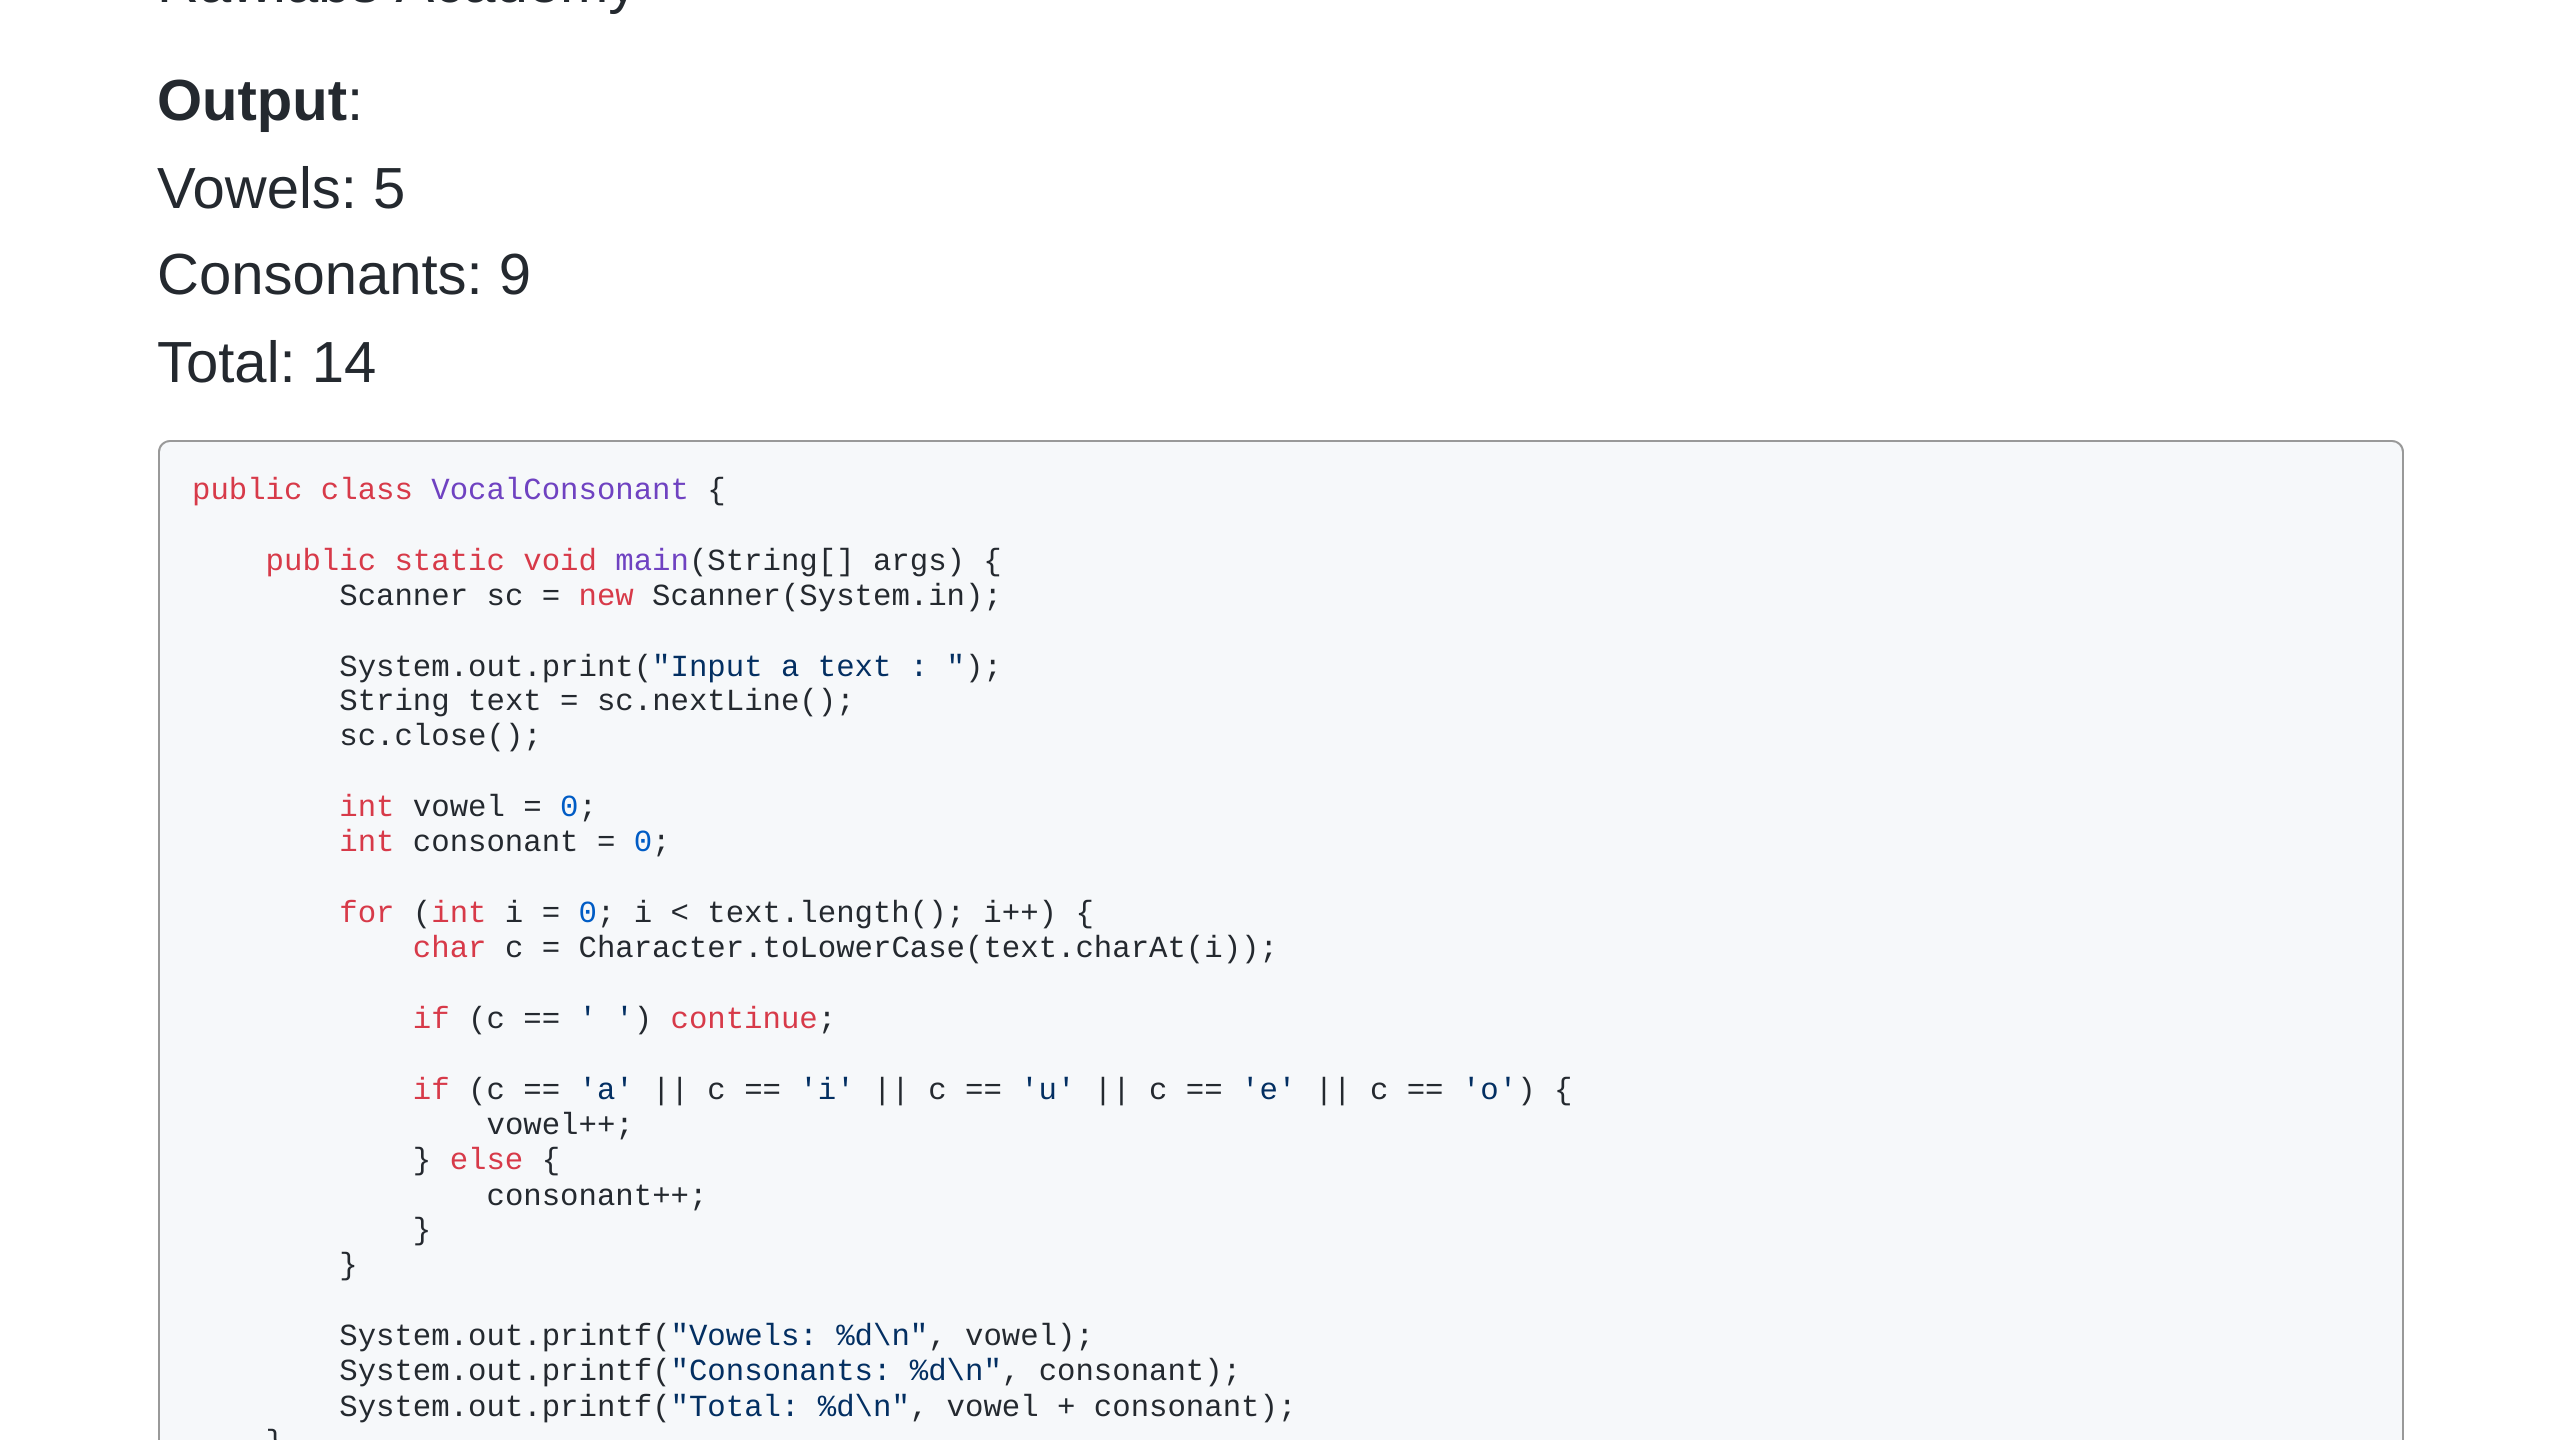 Academy
Output:
Vowels: 5
Consonants: 9
Total: 14
public class VocalConsonant {
    public static void main(String[] args) {
        Scanner sc = new Scanner(System.in);
        System.out.print("Input a text : ");
        String text = sc.nextLine();
        sc.close();
        int vowel = 0;
        int consonant = 0;
        for (int i = 0; i < text.length(); i++) {
            char c = Character.toLowerCase(text.charAt(i));
            if (c == ' ') continue;
            if (c == 'a' || c == 'i' || c == 'u' || c == 'e' || c == 'o') {
                vowel++;
            } else {
                consonant++;
            }
        }
        System.out.printf("Vowels: %d\n", vowel);
        System.out.printf("Consonants: %d\n", consonant);
        System.out.printf("Total: %d\n", vowel + consonant);
    }